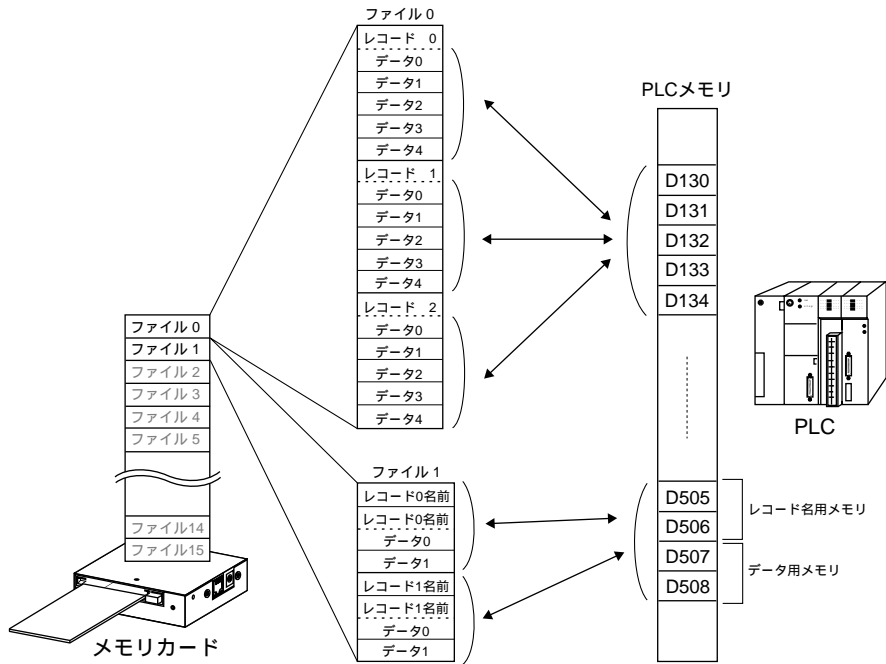 ファイル 0
レコード 0
データ0
データ1
データ2
データ3
データ4
レコード 1
データ0
データ1
データ2
データ3
データ4
レコード 2
データ0
データ1
データ2
データ3
データ4
ファイル 1
レコード0名前
レコード0名前
データ0
データ1
レコード1名前
レコード1名前
データ0
データ1
ファイル 0
ファイル 1
ファイル 2
ファイル 3
ファイル 4
ファイル 5
ファイル14
ファイル15
メモリカード
PLCメモリ
D130
D131
D132
D133
D134
D505
D506
D507
D508
レコード名用メモリ
データ用メモリ
PLC